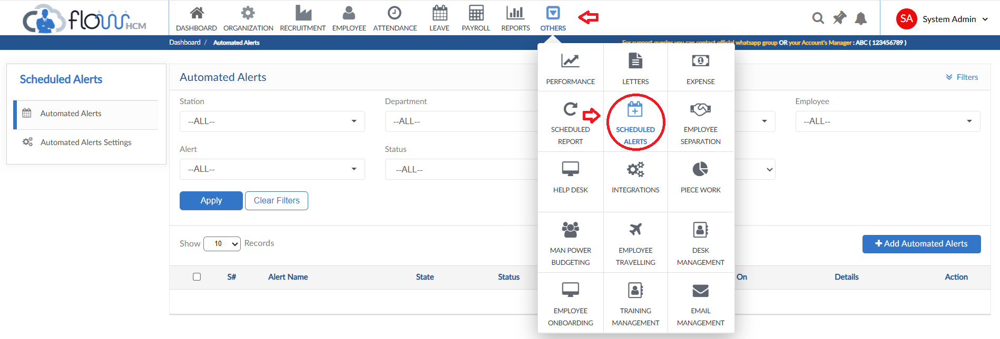 flow HCM
DASHBOARD ORGANIZATION RECRUITMENT EMPLOYEE ATTENDANCE LEAVE PAYROLL REPORTS OTHERS
SA System Admin
Dashboard / Automated Alerts
For support queries you can contact official whatsapp group OR your Account's Manager : ABC ( 123456789 )
Scheduled Alerts
Automated Alerts
Automated Alerts Settings
Automated Alerts
Filters
Station
Department
Employee
--ALL--
--ALL--
--ALL--
Alert
Status
--ALL--
--ALL--
Apply
Clear Filters
Show 10 Records
Add Automated Alerts
S# Alert Name State Status On Details Action
PERFORMANCE
LETTERS
EXPENSE
SCHEDULED
REPORT
SCHEDULED
ALERTS
EMPLOYEE
SEPARATION
HELP DESK
INTEGRATIONS
PIECE WORK
MAN POWER
BUDGETING
EMPLOYEE
TRAVELLING
DESK
MANAGEMENT
EMPLOYEE
ONBOARDING
TRAINING
MANAGEMENT
EMAIL
MANAGEMENT